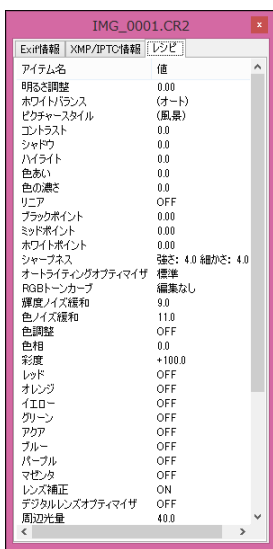 IMG_0001.CR2
x
Exif情報 XMP/IPTC情報 レシピ
アイテム名 値
明るさ調整 0.00
ホワイトバランス (オート)
ピクチャースタイル (風景)
コントラスト 0.0
シャドウ 0.0
ハイライト 0.0
色あい 0.0
色の濃さ 0.0
リニア OFF
ブラックポイント 0.00
ミッドポイント 0.00
ホワイトポイント 0.00
シャープネス 強さ: 4.0 細かさ: 4.0
オートライティングオプティマイザ 標準
RGBトーンカーブ 編集なし
輝度ノイズ緩和 9.0
色ノイズ緩和 11.0
色調整 OFF
色相 0.0
彩度 +100.0
レッド OFF
オレンジ OFF
イエロー OFF
グリーン OFF
アクア OFF
ブルー OFF
パープル OFF
マゼンタ OFF
レンズ補正 ON
デジタルレンズオプティマイザ OFF
周辺光量 40.0